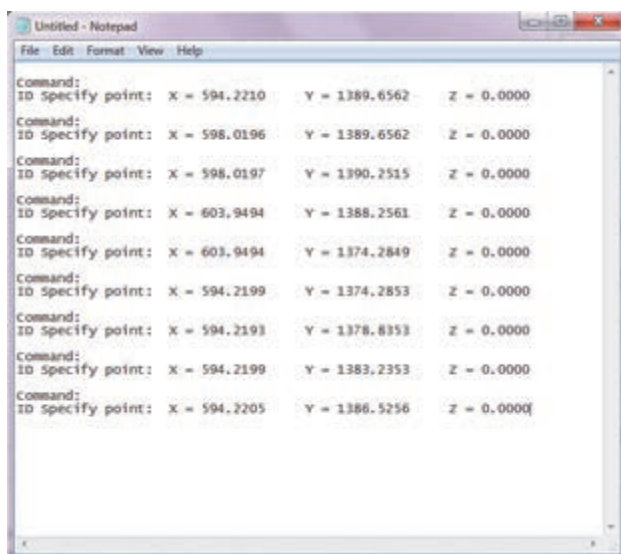 Untitled - Notepad
File Edit Format View Help
Command:
ID Specify point: X = 594.2210 Y = 1389.6562 Z = 0.0000
Command:
ID Specify point: X = 598.0196 Y = 1389.6562 Z = 0.0000
Command:
ID Specify point: X = 598.0197 Y = 1390.2515 Z = 0.0000
Command:
ID Specify point: X = 603.9494 Y = 1388.2561 Z = 0.0000
Command:
ID Specify point: X = 603.9494 Y = 1374.2849 Z = 0.0000
Command:
ID Specify point: X = 594.2199 Y = 1374.2853 Z = 0.0000
Command:
ID Specify point: X = 594.2193 Y = 1378.8353 Z = 0.0000
Command:
ID Specify point: X = 594.2199 Y = 1383.2353 Z = 0.0000
Command:
ID Specify point: X = 594.2205 Y = 1386.5256 Z = 0.0000